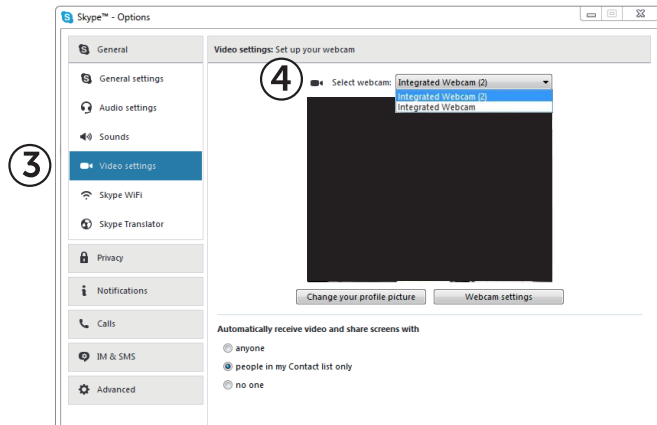 Skype™ - Options
General
General settings
Audio settings
Sounds
3
Video settings
Skype WiFi
Skype Translator
Privacy
Notifications
Calls
IM & SMS
Advanced
Video settings: Set up your webcam
4
Select webcam: Integrated Webcam (2)
Integrated Webcam (2)
Integrated Webcam
Change your profile picture
Webcam settings
Automatically receive video and share screens with
anyone
people in my Contact list only
no one